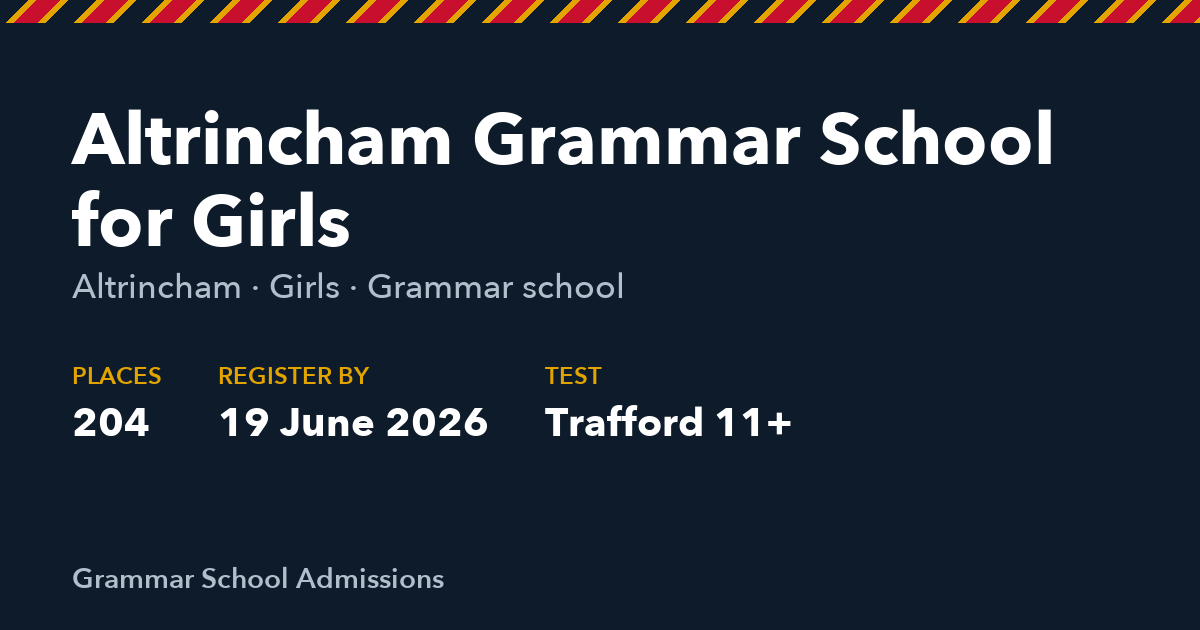 Altrincham Grammar School
for Girls
Altrincham · Girls · Grammar school
PLACES
204
REGISTER BY
19 June 2026
TEST
Trafford 11+
Grammar School Admissions